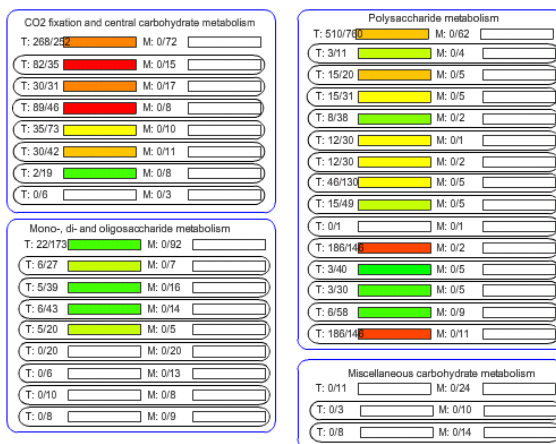 CO2 fixation and central carbohydrate metabolism
T: 268/252 M: 0/72
T: 82/35 M: 0/15
T: 30/31 M: 0/17
T: 89/46 M: 0/8
T: 35/73 M: 0/10
T: 30/42 M: 0/11
T: 2/19 M: 0/8
T: 0/6 M: 0/3
Mono-, di- and oligosaccharide metabolism
T: 22/173 M: 0/92
T: 6/27 M: 0/7
T: 5/39 M: 0/16
T: 6/43 M: 0/14
T: 5/20 M: 0/5
T: 0/20 M: 0/20
T: 0/6 M: 0/13
T: 0/10 M: 0/8
T: 0/8 M: 0/9
Polysaccharide metabolism
T: 510/760 M: 0/62
T: 3/11 M: 0/4
T: 15/20 M: 0/5
T: 15/31 M: 0/5
T: 8/38 M: 0/2
T: 12/30 M: 0/1
T: 12/30 M: 0/2
T: 46/130 M: 0/5
T: 15/49 M: 0/5
T: 0/1 M: 0/1
T: 186/146 M: 0/2
T: 3/40 M: 0/5
T: 3/30 M: 0/5
T: 6/58 M: 0/9
T: 186/146 M: 0/11
Miscellaneous carbohydrate metabolism
T: 0/11 M: 0/24
T: 0/3 M: 0/10
T: 0/8 M: 0/14